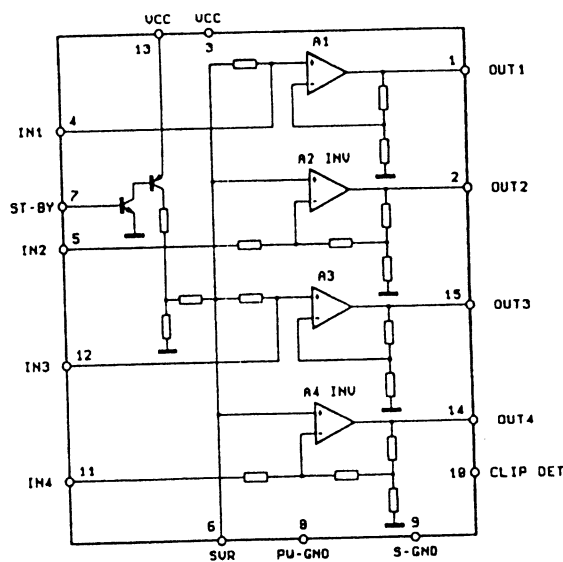 VCC VCC
13 3
A1
1 OUT1
4
IN1
A2 INV
2 OUT2
7
ST-BY
5
IN2
A3
15 OUT3
12
IN3
A4 INV
14 OUT4
11
IN4
10 CLIP DET
6 8 9
SVR PW-GND S-GND